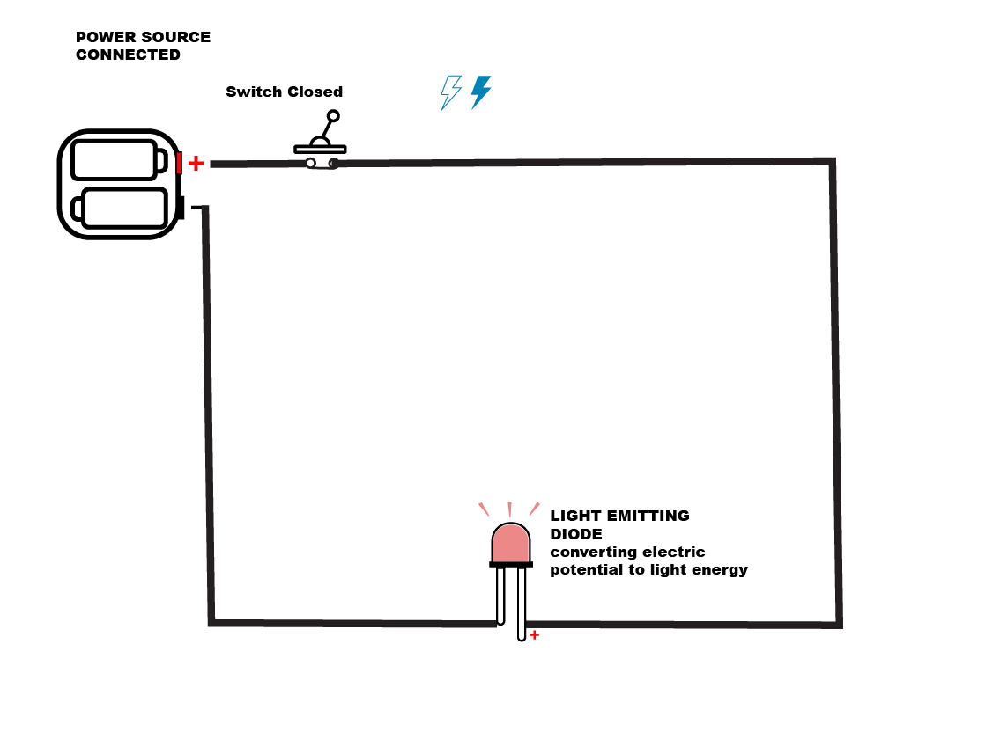 POWER SOURCE
CONNECTED
Switch Closed
+
-
LIGHT EMITTING
DIODE
converting electric
potential to light energy
+